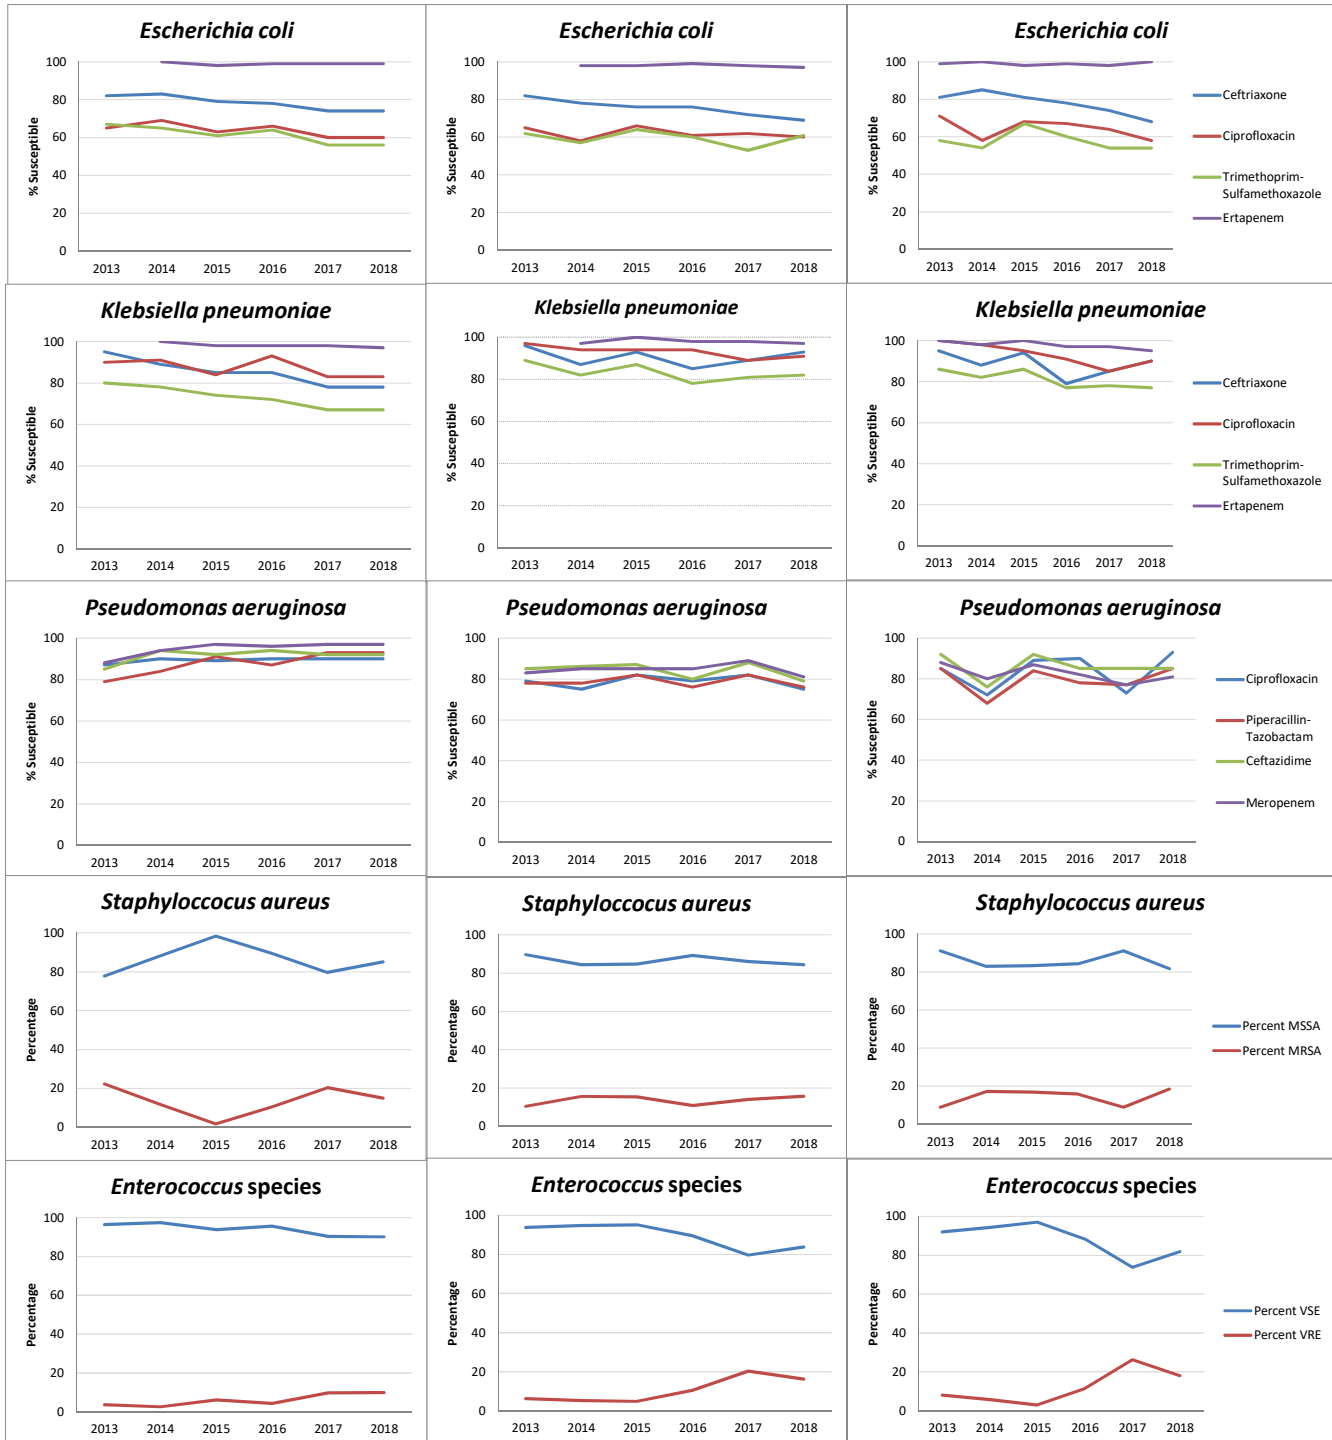 Escherichia coli
% Susceptible
100
80
60
40
20
0
2013 2014 2015 2016 2017 2018
Escherichia coli
% Susceptible
100
80
60
40
20
0
2013 2014 2015 2016 2017 2018
Escherichia coli
% Susceptible
100
80
60
40
20
0
2013 2014 2015 2016 2017 2018
Ceftriaxone
Ciprofloxacin
Trimethoprim-
Sulfamethoxazole
Ertapenem
Klebsiella pneumoniae
% Susceptible
100
80
60
40
20
0
2013 2014 2015 2016 2017 2018
Klebsiella pneumoniae
% Susceptible
100
80
60
40
20
0
2013 2014 2015 2016 2017 2018
Klebsiella pneumoniae
% Susceptible
100
80
60
40
20
0
2013 2014 2015 2016 2017 2018
Ceftriaxone
Ciprofloxacin
Trimethoprim-
Sulfamethoxazole
Ertapenem
Pseudomonas aeruginosa
% Susceptible
100
80
60
40
20
0
2013 2014 2015 2016 2017 2018
Pseudomonas aeruginosa
% Susceptible
100
80
60
40
20
0
2013 2014 2015 2016 2017 2018
Pseudomonas aeruginosa
% Susceptible
100
80
60
40
20
0
2013 2014 2015 2016 2017 2018
Ciprofloxacin
Piperacillin-
Tazobactam
Ceftazidime
Meropenem
Staphyloccocus aureus
Percentage
100
80
60
40
20
0
2013 2014 2015 2016 2017 2018
Staphyloccocus aureus
Percentage
100
80
60
40
20
0
2013 2014 2015 2016 2017 2018
Staphylococcus aureus
Percentage
100
80
60
40
20
0
2013 2014 2015 2016 2017 2018
Percent MSSA
Percent MRSA
Enterococcus species
Percentage
100
80
60
40
20
0
2013 2014 2015 2016 2017 2018
Enterococcus species
Percentage
100
80
60
40
20
0
2013 2014 2015 2016 2017 2018
Enterococcus species
Percentage
100
80
60
40
20
0
2013 2014 2015 2016 2017 2018
Percent VSE
Percent VRE